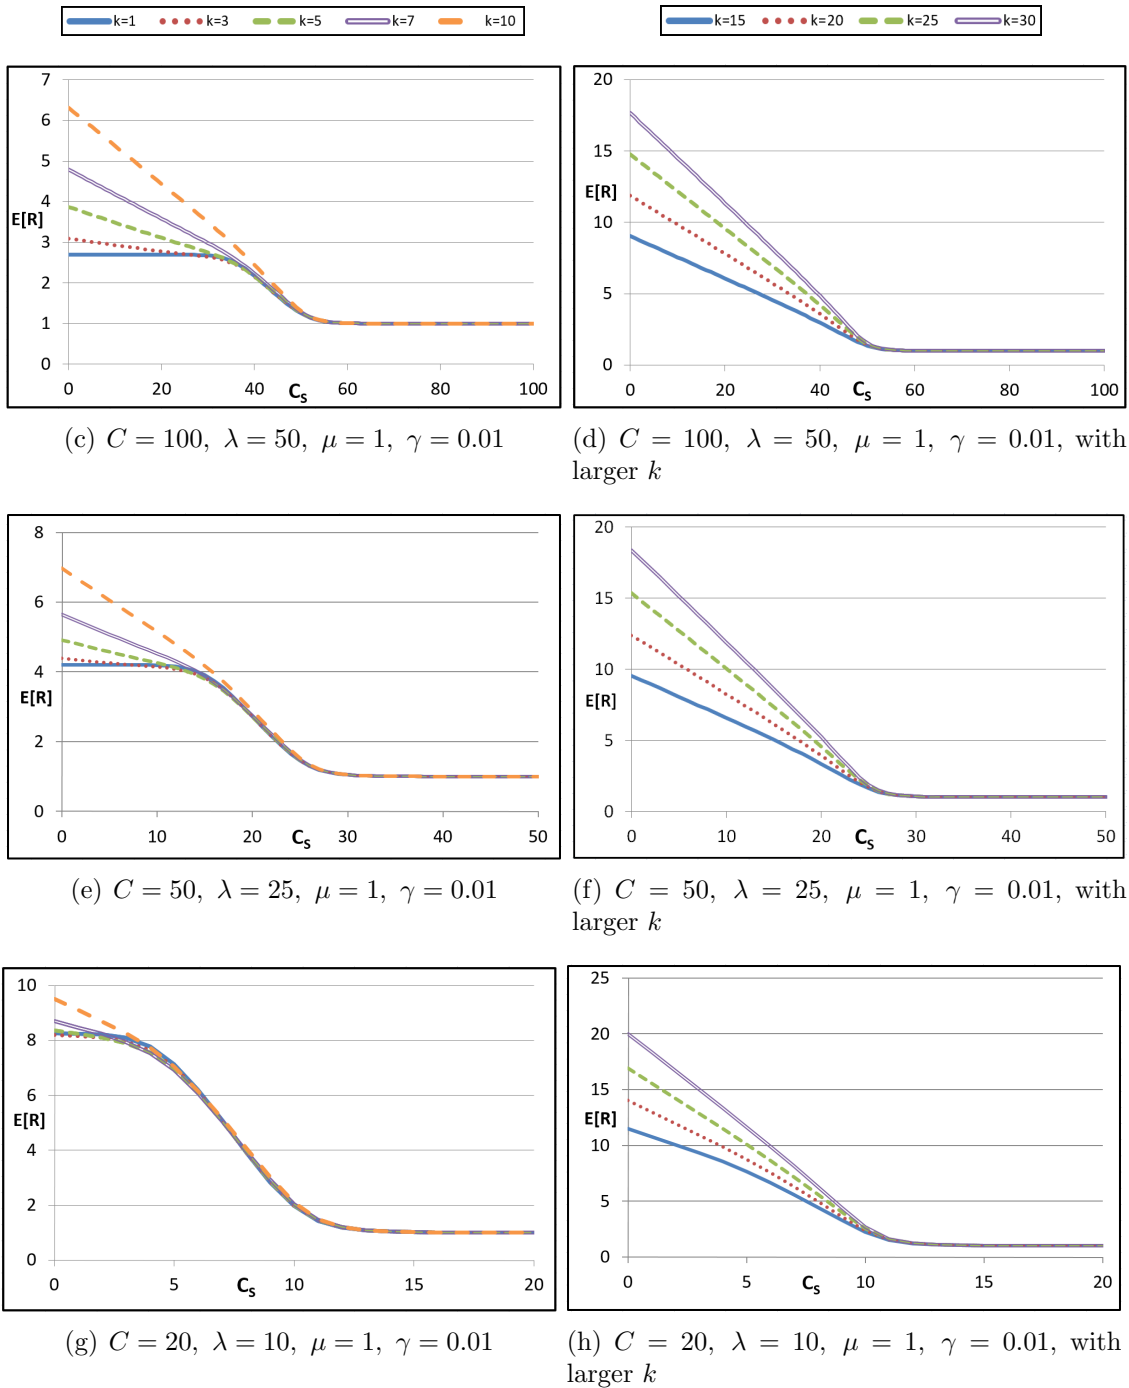 k=1 k=3 k=5 k=7 k=10
k=15 k=20 k=25 k=30
7
6
5
4
3
2
1
0
E[R]
0 20 40 60 80 100
C_S
20
15
10
5
0
E[R]
0 20 40 60 80 100
C_S
(c) C = 100, λ = 50, μ = 1, γ = 0.01
(d) C = 100, λ = 50, μ = 1, γ = 0.01, with
larger k
8
6
4
2
0
E[R]
0 10 20 30 40 50
C_S
20
15
10
5
0
E[R]
0 10 20 30 40 50
C_S
(e) C = 50, λ = 25, μ = 1, γ = 0.01
(f) C = 50, λ = 25, μ = 1, γ = 0.01, with
larger k
10
8
6
4
2
0
E[R]
0 5 10 15 20
C_S
25
20
15
10
5
0
E[R]
0 5 10 15 20
C_S
(g) C = 20, λ = 10, μ = 1, γ = 0.01
(h) C = 20, λ = 10, μ = 1, γ = 0.01, with
larger k